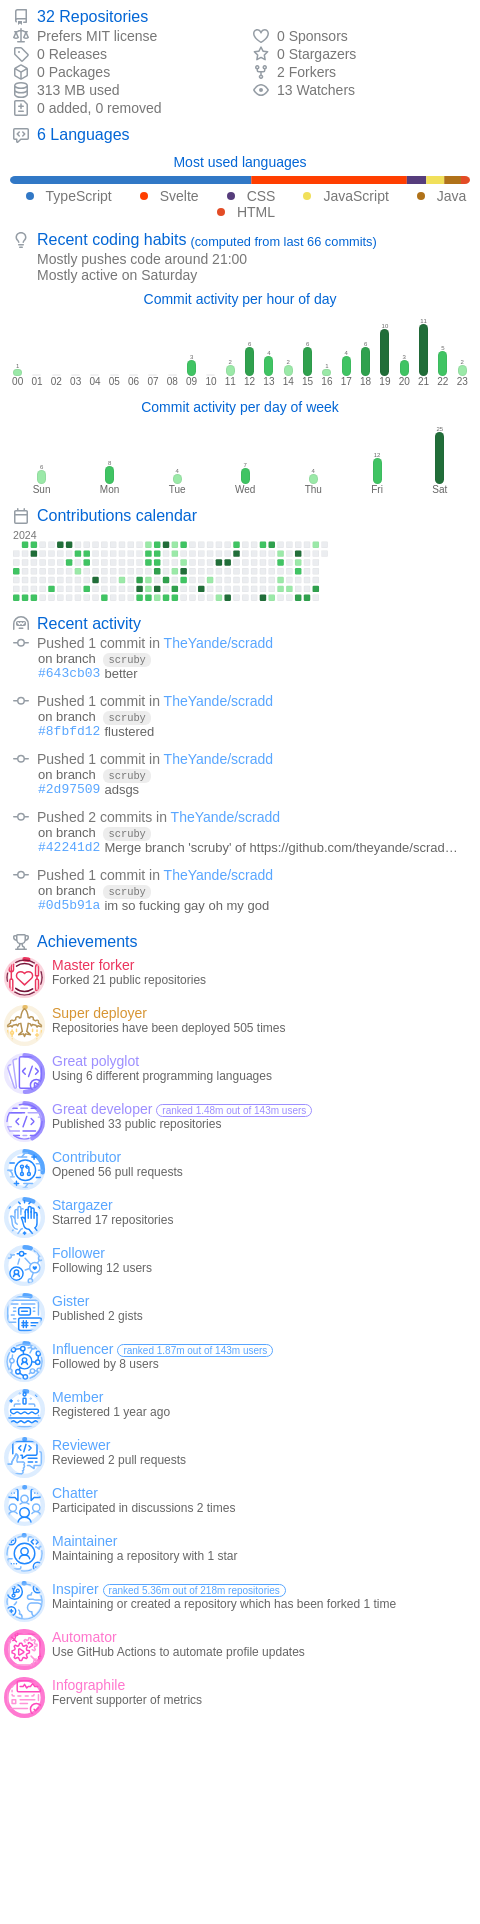 32 Repositories
Prefers MIT license
0 Sponsors
0 Releases
0 Stargazers
0 Packages
2 Forkers
313 MB used
13 Watchers
0 added, 0 removed
6 Languages
Most used languages
TypeScript Svelte CSS JavaScript Java
HTML
Recent coding habits (computed from last 66 commits)
Mostly pushes code around 21:00
Mostly active on Saturday
Commit activity per hour of day
1 3 2 6 4 2 6 1 4 6 10 3 11 5 2
00 01 02 03 04 05 06 07 08 09 10 11 12 13 14 15 16 17 18 19 20 21 22 23
Commit activity per day of week
6 8 4 7 4 12 25
Sun Mon Tue Wed Thu Fri Sat
Contributions calendar
2024
Recent activity
Pushed 1 commit in TheYande/scradd
on branch scruby
#643cb03 better
Pushed 1 commit in TheYande/scradd
on branch scruby
#8fbfd12 flustered
Pushed 1 commit in TheYande/scradd
on branch scruby
#2d97509 adsgs
Pushed 2 commits in TheYande/scradd
on branch scruby
#42241d2 Merge branch 'scruby' of https://github.com/theyande/scrad…
Pushed 1 commit in TheYande/scradd
on branch scruby
#0d5b91a im so fucking gay oh my god
Achievements
Master forker
Forked 21 public repositories
Super deployer
Repositories have been deployed 505 times
Great polyglot
Using 6 different programming languages
Great developer ranked 1.48m out of 143m users
Published 33 public repositories
Contributor
Opened 56 pull requests
Stargazer
Starred 17 repositories
Follower
Following 12 users
Gister
Published 2 gists
Influencer ranked 1.87m out of 143m users
Followed by 8 users
Member
Registered 1 year ago
Reviewer
Reviewed 2 pull requests
Chatter
Participated in discussions 2 times
Maintainer
Maintaining a repository with 1 star
Inspirer ranked 5.36m out of 218m repositories
Maintaining or created a repository which has been forked 1 time
Automator
Use GitHub Actions to automate profile updates
Infographile
Fervent supporter of metrics